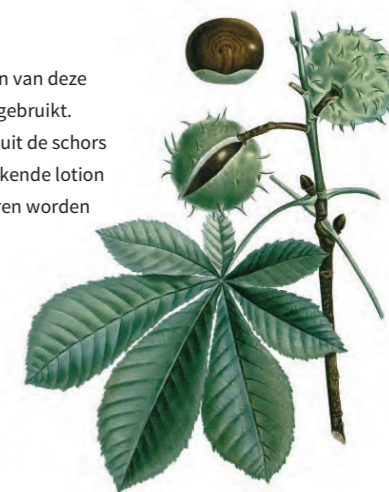 n van deze
gebruikt.
uit de schors
kende lotion
ren worden